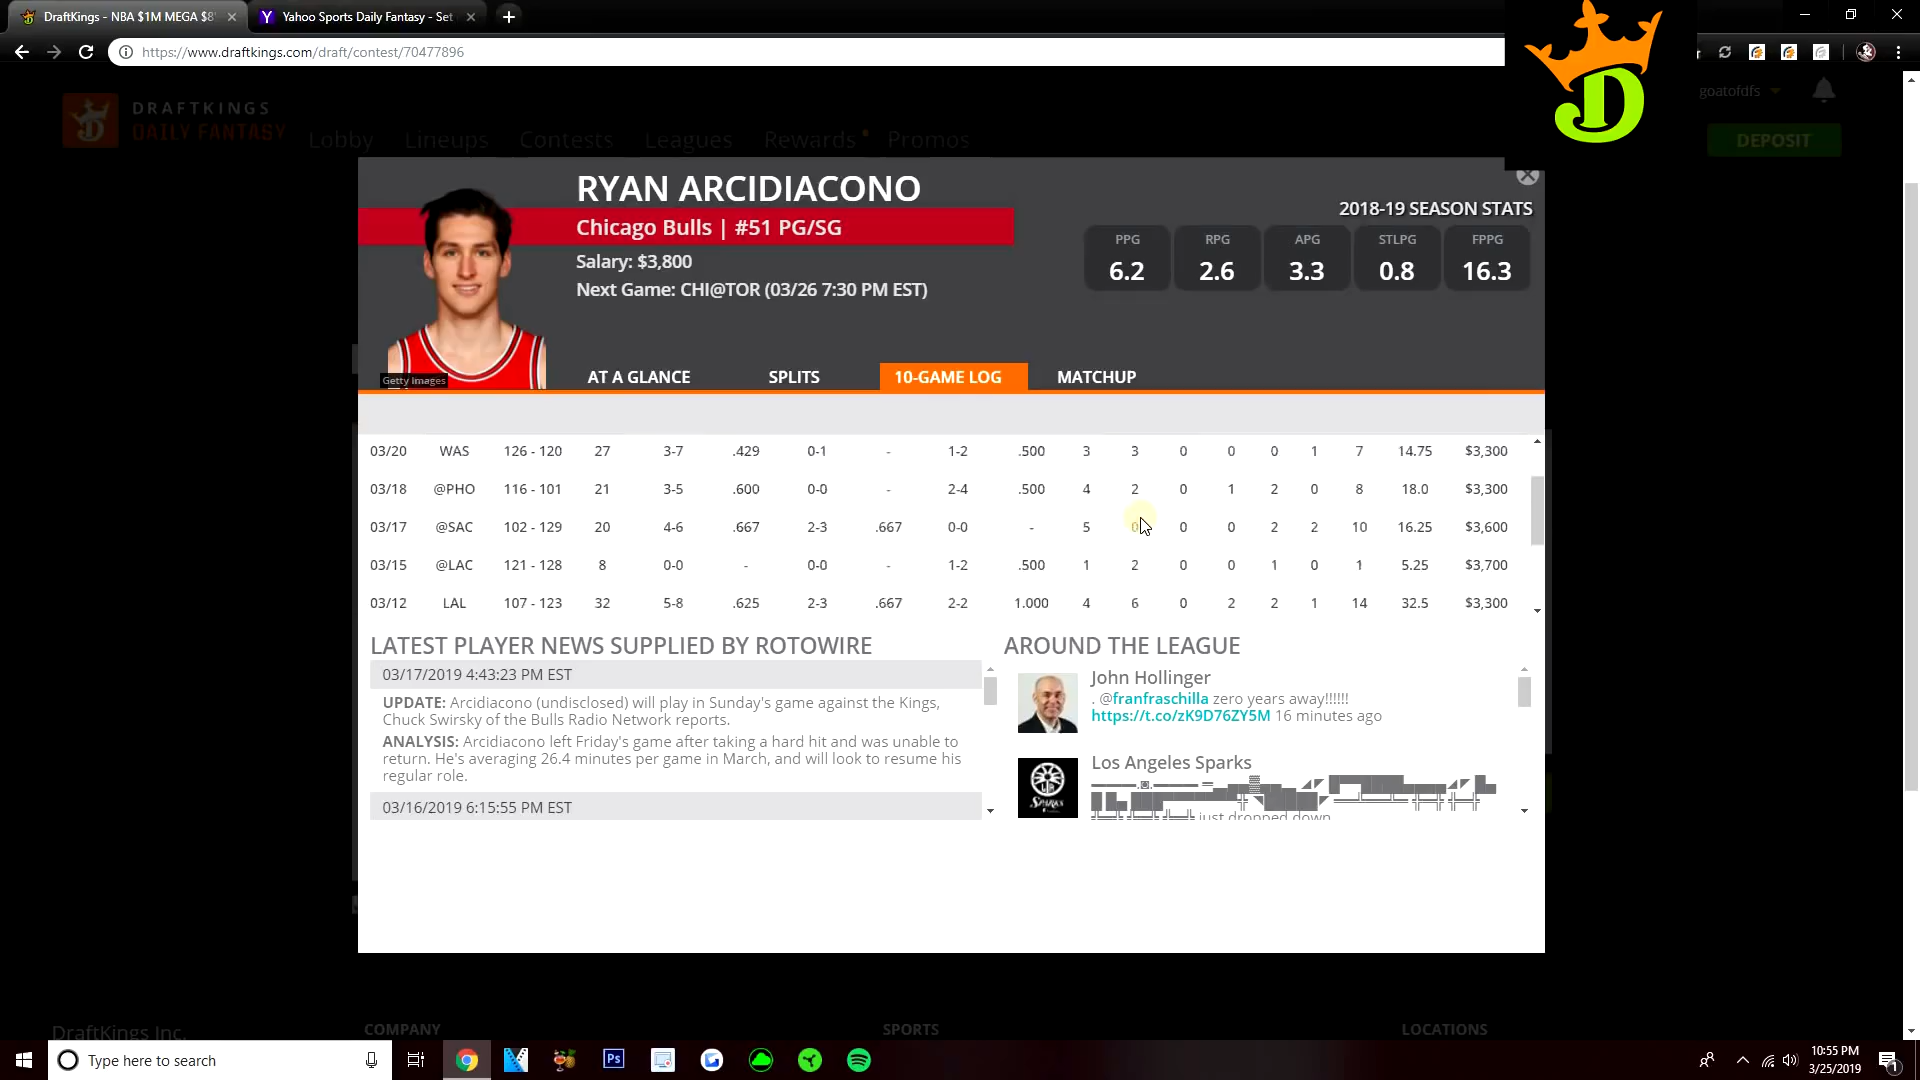 DraftKings - NBA $1M MEGA $8
Yahoo Sports Daily Fantasy - Set
https://www.draftkings.com/draft/contest/70477896
DRAFTKINGS
DAILY FANTASY
Lobby Lineups Contests Leagues Rewards Promos
goatofdfs
DEPOSIT
RYAN ARCIDIACONO
Chicago Bulls | #51 PG/SG
Salary: $3,800
Next Game: CHI@TOR (03/26 7:30 PM EST)
2018-19 SEASON STATS
PPG RPG APG STLPG FPPG
6.2 2.6 3.3 0.8 16.3
Getty Images
AT A GLANCE SPLITS 10-GAME LOG MATCHUP
03/20 WAS 126 - 120 27 3-7 .429 0-1 - 1-2 .500 3 3 0 0 0 1 7 14.75 $3,300
03/18 @PHO 116 - 101 21 3-5 .600 0-0 - 2-4 .500 4 2 0 1 2 0 8 18.0 $3,300
03/17 @SAC 102 - 129 20 4-6 .667 2-3 .667 0-0 - 5 0 0 0 2 2 10 16.25 $3,600
03/15 @LAC 121 - 128 8 0-0 - 0-0 - 1-2 .500 1 2 0 0 1 0 1 5.25 $3,700
03/12 LAL 107 - 123 32 5-8 .625 2-3 .667 2-2 1.000 4 6 0 2 2 1 14 32.5 $3,300
LATEST PLAYER NEWS SUPPLIED BY ROTOWIRE
03/17/2019 4:43:23 PM EST
UPDATE: Arcidiacono (undisclosed) will play in Sunday's game against the Kings,
Chuck Swirsky of the Bulls Radio Network reports.
ANALYSIS: Arcidiacono left Friday's game after taking a hard hit and was unable to
return. He's averaging 26.4 minutes per game in March, and will look to resume his
regular role.
03/16/2019 6:15:55 PM EST
AROUND THE LEAGUE
John Hollinger
. @franfraschilla zero years away!!!!!!
https://t.co/zK9D76ZY5M 16 minutes ago
Los Angeles Sparks
SPARKS
just dropped down
DraftKings Inc.
COMPANY SPORTS LOCATIONS
Type here to search
Ps
10:55 PM
3/25/2019